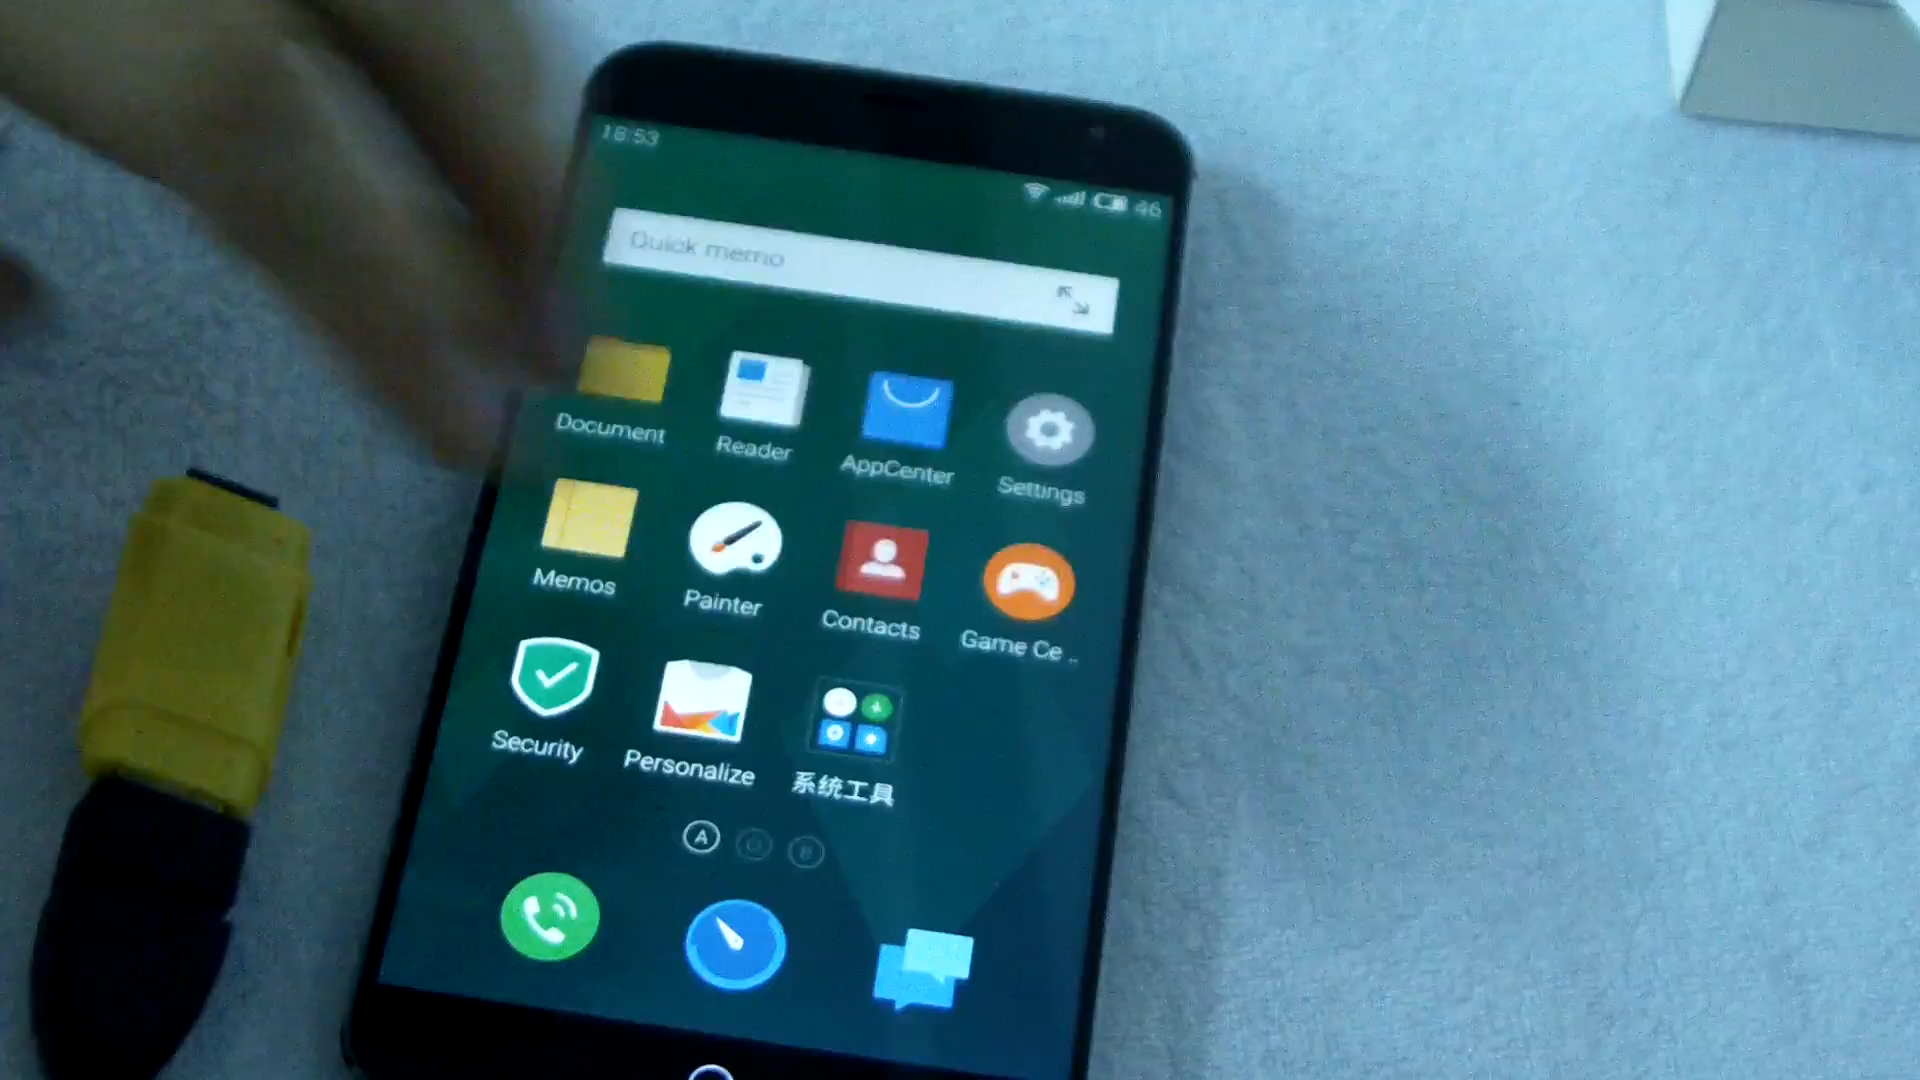 18:53
46
Quick memo
Document
Reader
AppCenter
Settings
Memos
Painter
Contacts
Game Ce ..
Security
Personalize
系统工具
A
B